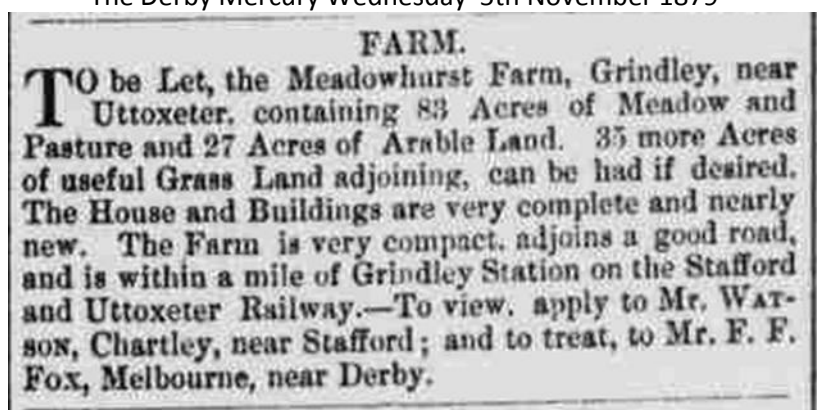 The Derby Mercury Wednesday 5th November 1879
FARM.
TO be Let, the Meadowhurst Farm, Grindley, near
Uttoxeter. containing 83 Acres of Meadow and
Pasture and 27 Acres of Arable Land. 35 more Acres
of useful Grass Land adjoining, can be had if desired.
The House and Buildings are very complete and nearly
new. The Farm is very compact. adjoins a good road,
and is within a mile of Grindley Station on the Stafford
and Uttoxeter Railway.—To view. apply to Mr. WAT-
SON, Chartley, near Stafford; and to treat, to Mr. F. F.
Fox, Melbourne, near Derby.